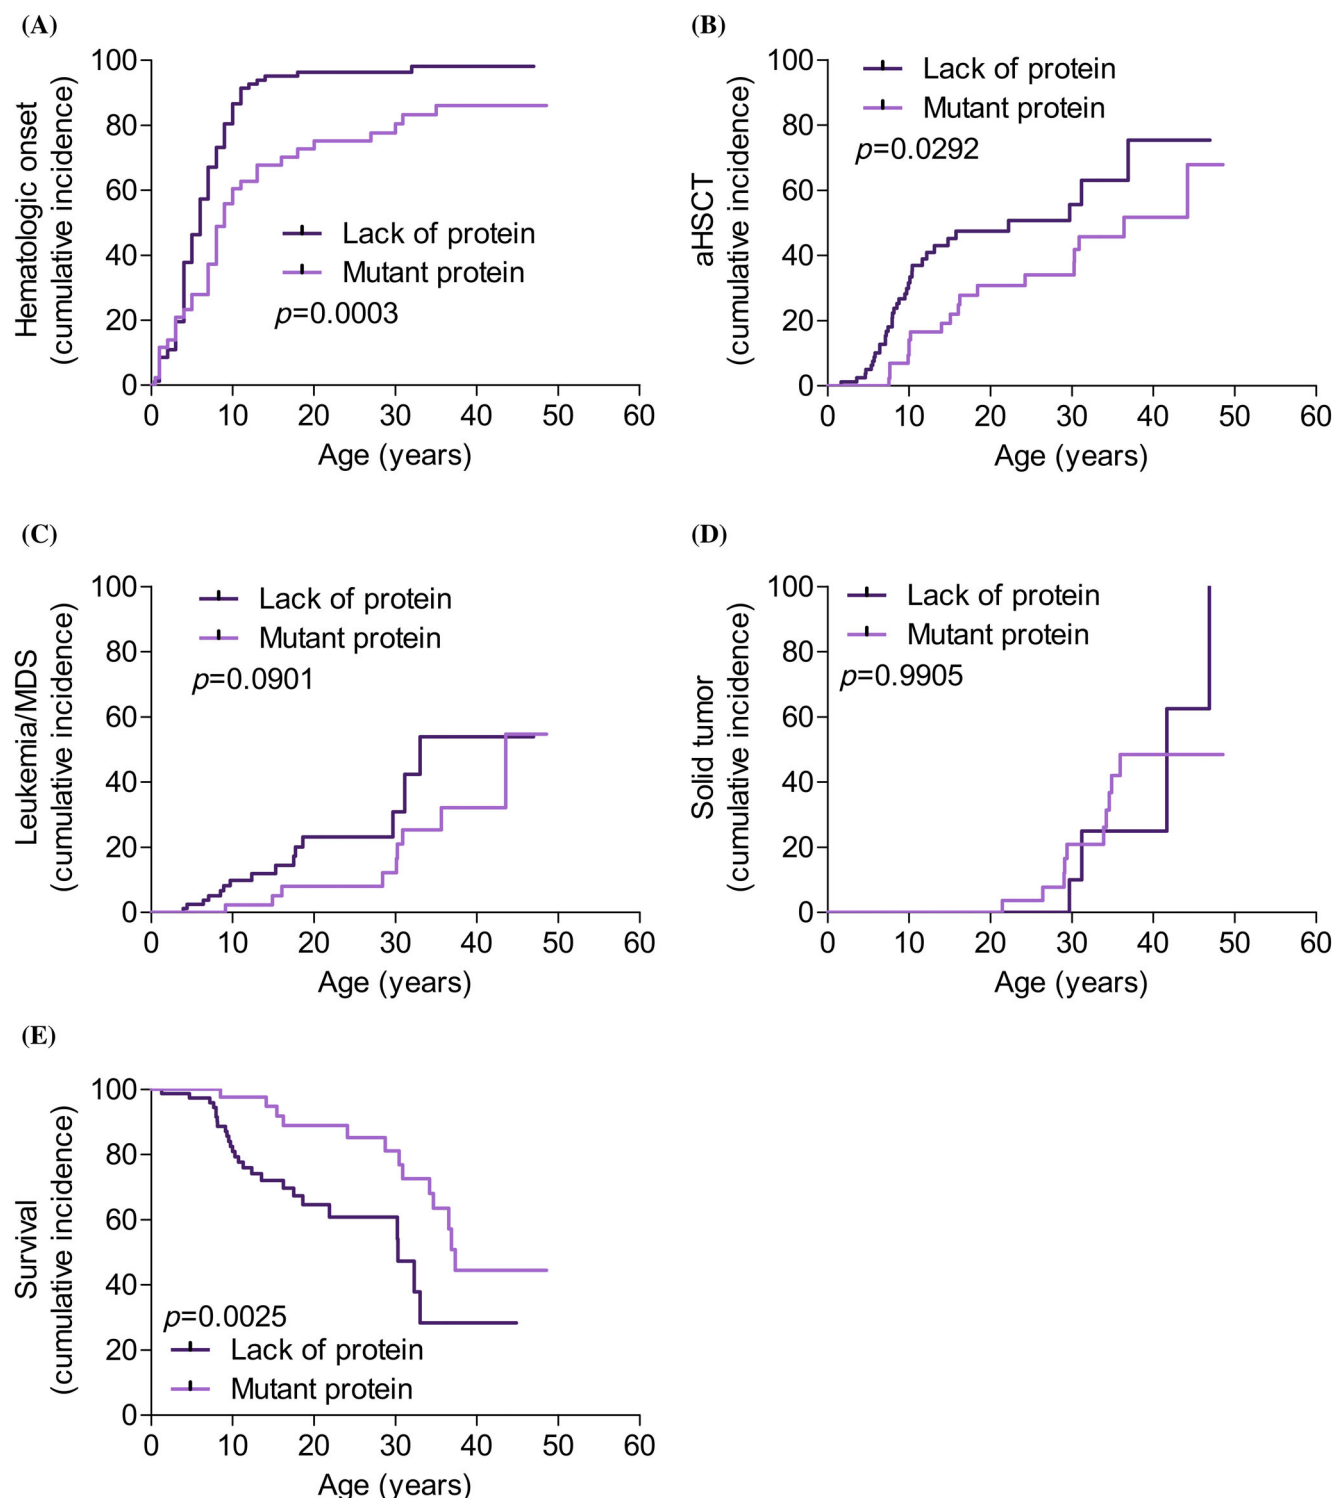 (A)
Hematologic onset
(cumulative incidence)
100
80
60
40
20
0
Lack of protein
Mutant protein
p=0.0003
0 10 20 30 40 50 60
Age (years)
(B)
aHSCT
(cumulative incidence)
100
80
60
40
20
0
Lack of protein
Mutant protein
p=0.0292
0 10 20 30 40 50 60
Age (years)
(C)
Leukemia/MDS
(cumulative incidence)
100
80
60
40
20
0
Lack of protein
Mutant protein
p=0.0901
0 10 20 30 40 50 60
Age (years)
(D)
Solid tumor
(cumulative incidence)
100
80
60
40
20
0
Lack of protein
Mutant protein
p=0.9905
0 10 20 30 40 50 60
Age (years)
(E)
Survival
(cumulative incidence)
100
80
60
40
20
0
p=0.0025
Lack of protein
Mutant protein
0 10 20 30 40 50 60
Age (years)